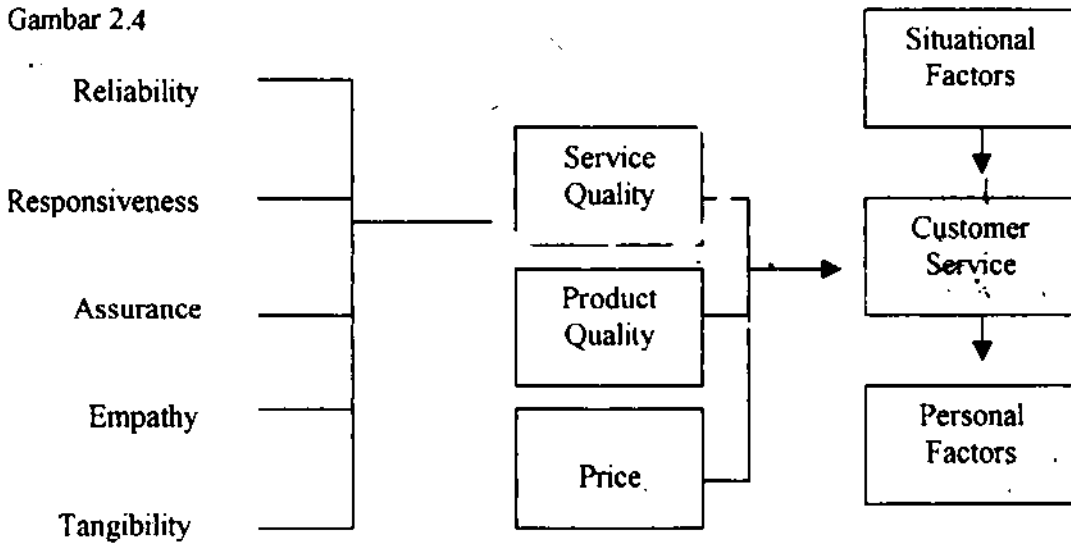 Gambar 2.4
Reliability
Responsiveness
Assurance
Empathy
Tangibility
Service
Quality
Product
Quality
Price
Situational
Factors
Customer
Service
Personal
Factors